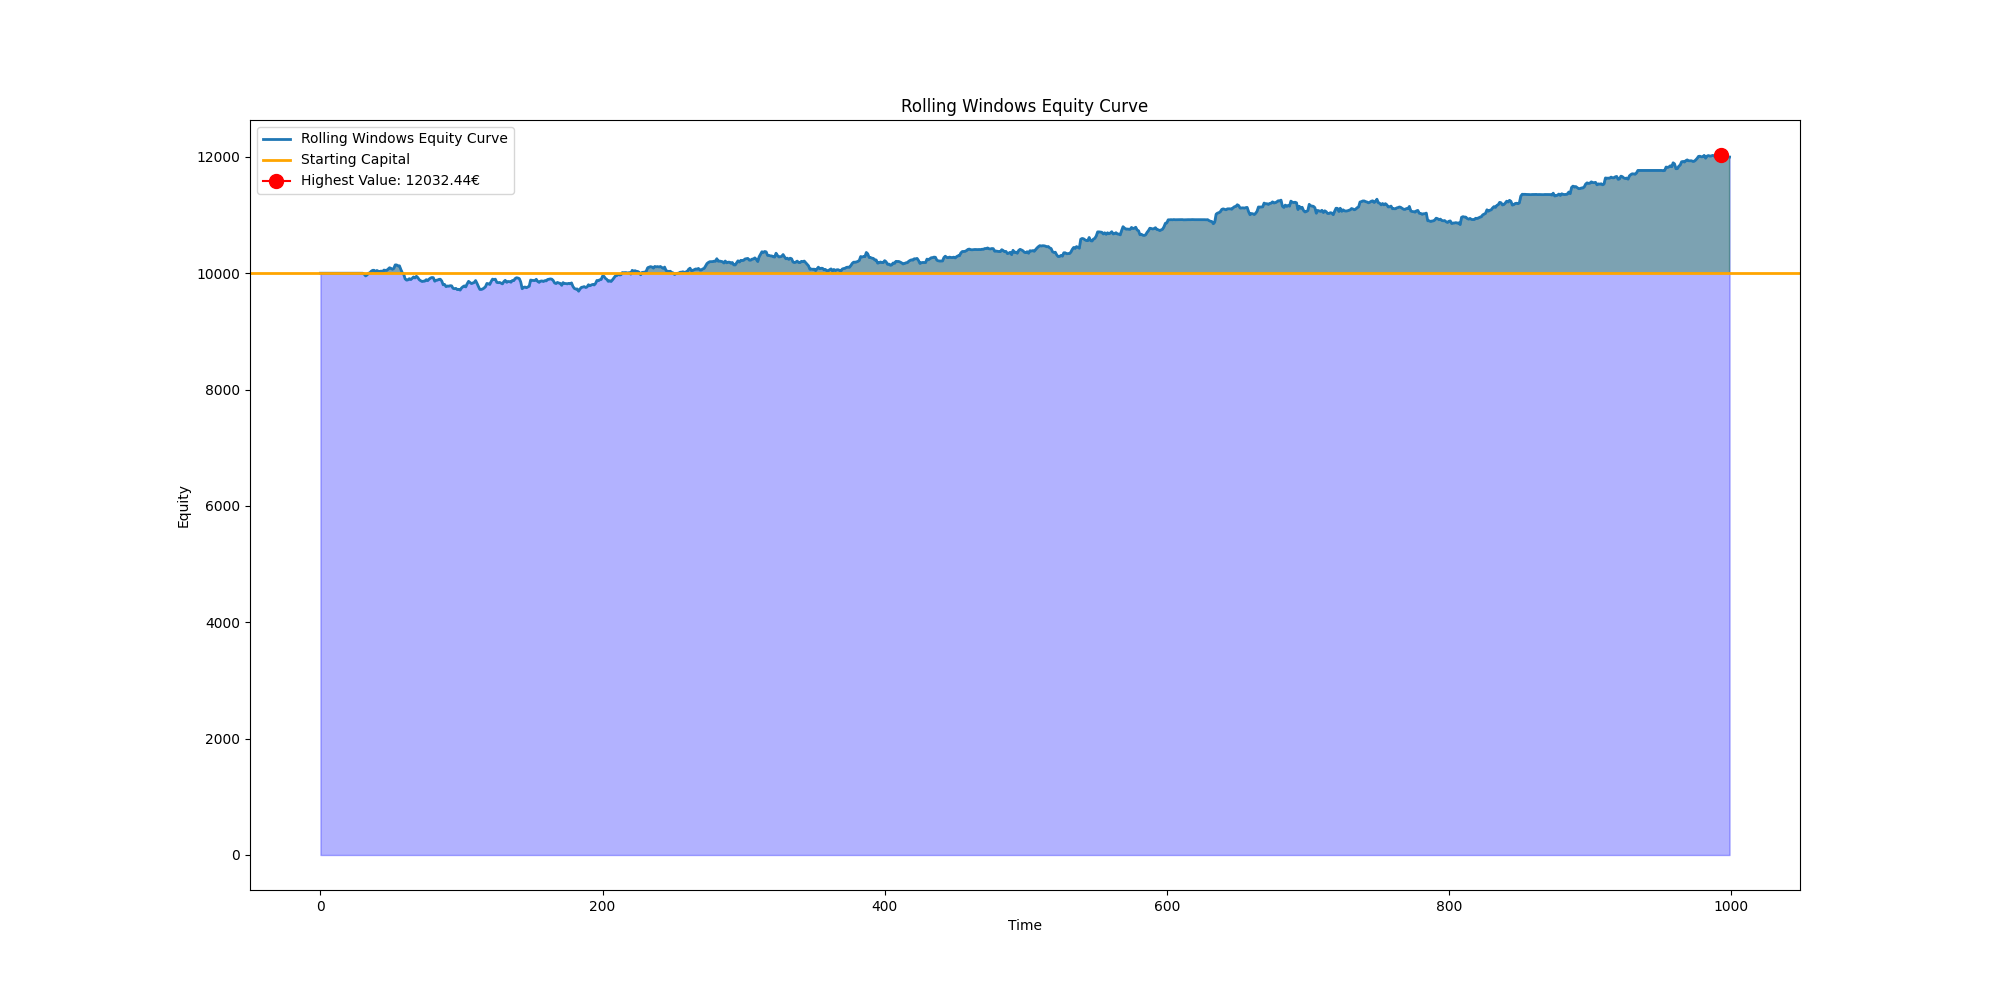 Rolling Windows Equity Curve
Rolling Windows Equity Curve
Starting Capital
Highest Value: 12032.44€
12000
10000
8000
6000
4000
2000
0
Equity
0 200 400 600 800 1000
Time